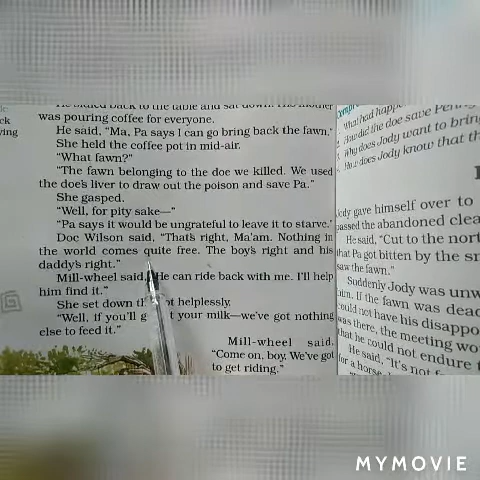 He sidled back to the table and sat down. His mother
was pouring coffee for everyone.
He said, "Ma, Pa says I can go bring back the fawn."
She held the coffee pot in mid-air.
"What fawn?"
"The fawn belonging to the doe we killed. We used
the doe's liver to draw out the poison and save Pa."
She gasped.
"Well, for pity sake—"
"Pa says it would be ungrateful to leave it to starve."
Doc Wilson said, "That's right, Ma'am. Nothing in
the world comes quite free. The boy's right and his
daddy's right."
Mill-wheel said, He can ride back with me. I'll help
him find it."
She set down helplessly.
"Well, if you'll your milk—we've got nothing
else to feed it."
Mill-wheel said,
"Come on, boy. We've got
to get riding."
ck
ying
What had happ
How did the doe save Penny
Why does Jody want to bring
does Jody know that th
Jody gave himself over to
passed the abandoned clea
He said, "Cut to the nort
that Pa got bitten by the sn
saw the fawn."
Suddenly Jody was unw
him. If the fawn was dead
could not have his disappo
was there, the meeting wo
that he could not endure
He said, "It's not
for a horse
MYMOVIE